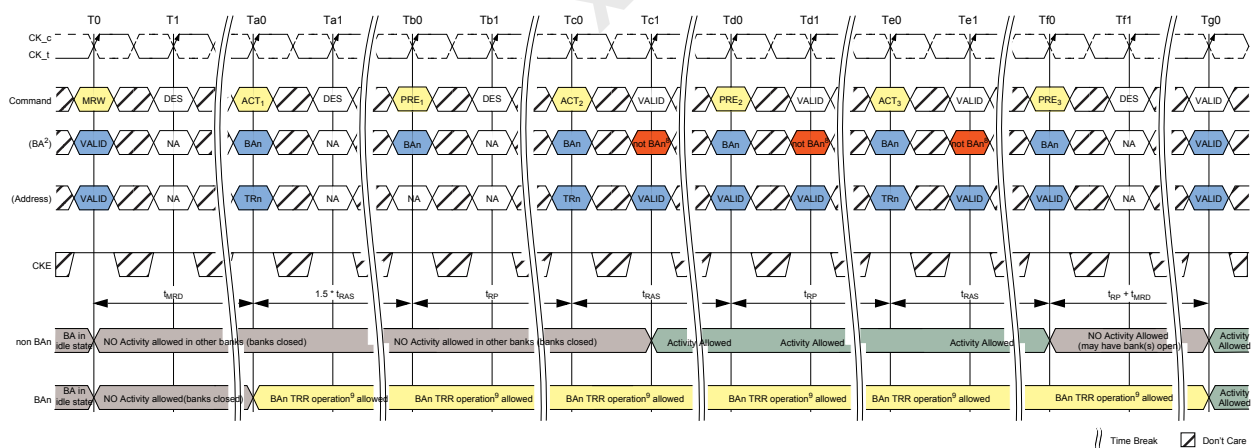 T0 T1 Ta0 Ta1 Tb0 Tb1 Tc0 Tc1 Td0 Td1 Te0 Te1 Tf0 Tf1 Tg0
CK_c
CK_t
Command MRW DES ACT1 DES PRE1 DES ACT2 VALID PRE2 VALID ACT3 VALID PRE3 DES VALID
(BA²) VALID NA BAn NA BAn NA BAn not BAn⁵ BAn not BAn⁵ BAn not BAn⁵ BAn NA VALID
(Address) VALID NA TRn NA NA NA TRn VALID VALID VALID TRn VALID VALID NA VALID
CKE
tMRD 1.5 * tRAS tRP tRAS tRP tRAS tRP + tMRD
non BAn BA in idle state NO Activity allowed in other banks (banks closed) NO Activity allowed in other banks (banks closed) Activity Allowed Activity Allowed Activity Allowed NO Activity Allowed (may have bank(s) open) Activity Allowed
BAn BA in idle state NO Activity allowed(banks closed) BAn TRR operation⁹ allowed BAn TRR operation⁹ allowed BAn TRR operation⁹ allowed BAn TRR operation⁹ allowed BAn TRR operation⁹ allowed Activity Allowed
Time Break Don't Care